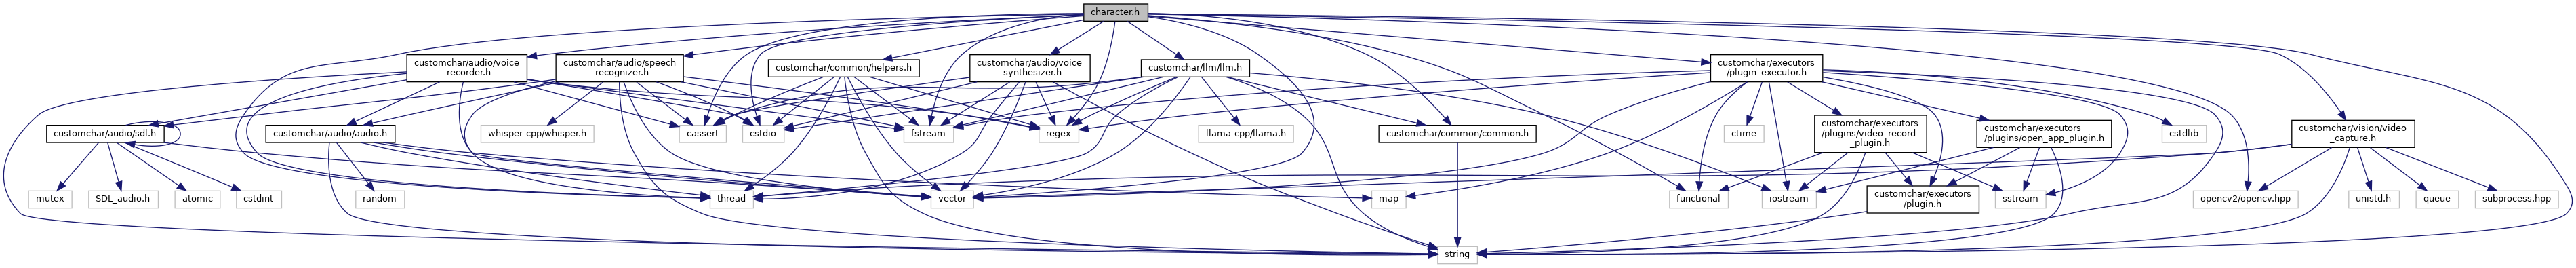 character.h
customchar/audio/voice
_recorder.h
customchar/audio/speech
_recognizer.h
customchar/common/helpers.h
customchar/audio/voice
_synthesizer.h
customchar/llm/llm.h
customchar/executors
/plugin_executor.h
customchar/audio/sdl.h
customchar/audio/audio.h
whisper-cpp/whisper.h
cassert
cstdio
fstream
regex
llama-cpp/llama.h
customchar/common/common.h
ctime
customchar/executors
/plugins/video_record
_plugin.h
customchar/executors
/plugins/open_app_plugin.h
cstdlib
customchar/vision/video
_capture.h
mutex
SDL_audio.h
atomic
cstdint
random
thread
vector
map
functional
iostream
customchar/executors
/plugin.h
sstream
opencv2/opencv.hpp
unistd.h
queue
subprocess.hpp
string